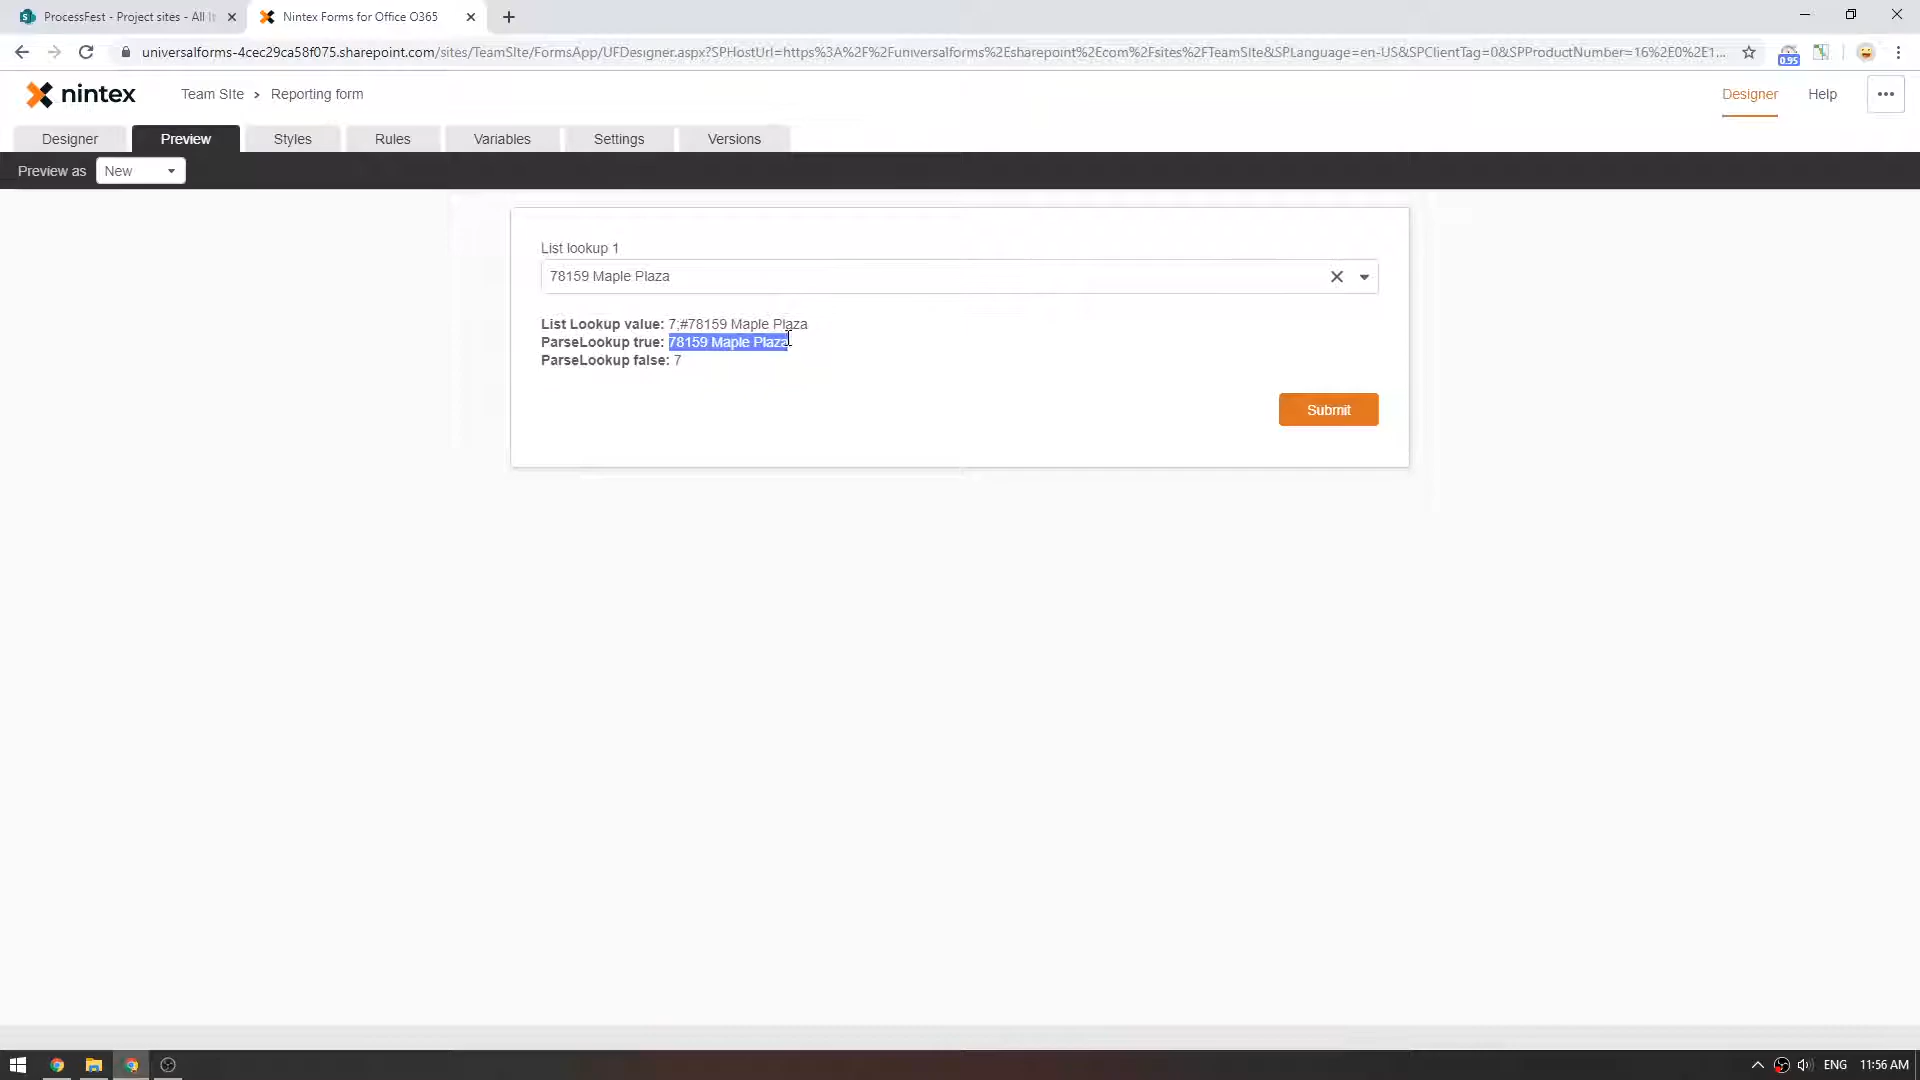 ProcessFest - Project sites - All It
Nintex Forms for Office O365
universalforms-4cec29ca58f075.sharepoint.com/sites/TeamSIte/FormsApp/UFDesigner.aspx?SPHostUrl=https%3A%2F%2Funiversalforms%2Esharepoint%2Ecom%2Fsites%2FTeamSite&SPLanguage=en-US&SPClientTag=0&SPProductNumber=16%2E0%2E1...
0.95
nintex
Team SIte > Reporting form
Designer
Help
Designer
Preview
Styles
Rules
Variables
Settings
Versions
Preview as
New
List lookup 1
78159 Maple Plaza
List Lookup value: 7;#78159 Maple Plaza
ParseLookup true: 78159 Maple Plaza
ParseLookup false: 7
Submit
ENG
11:56 AM